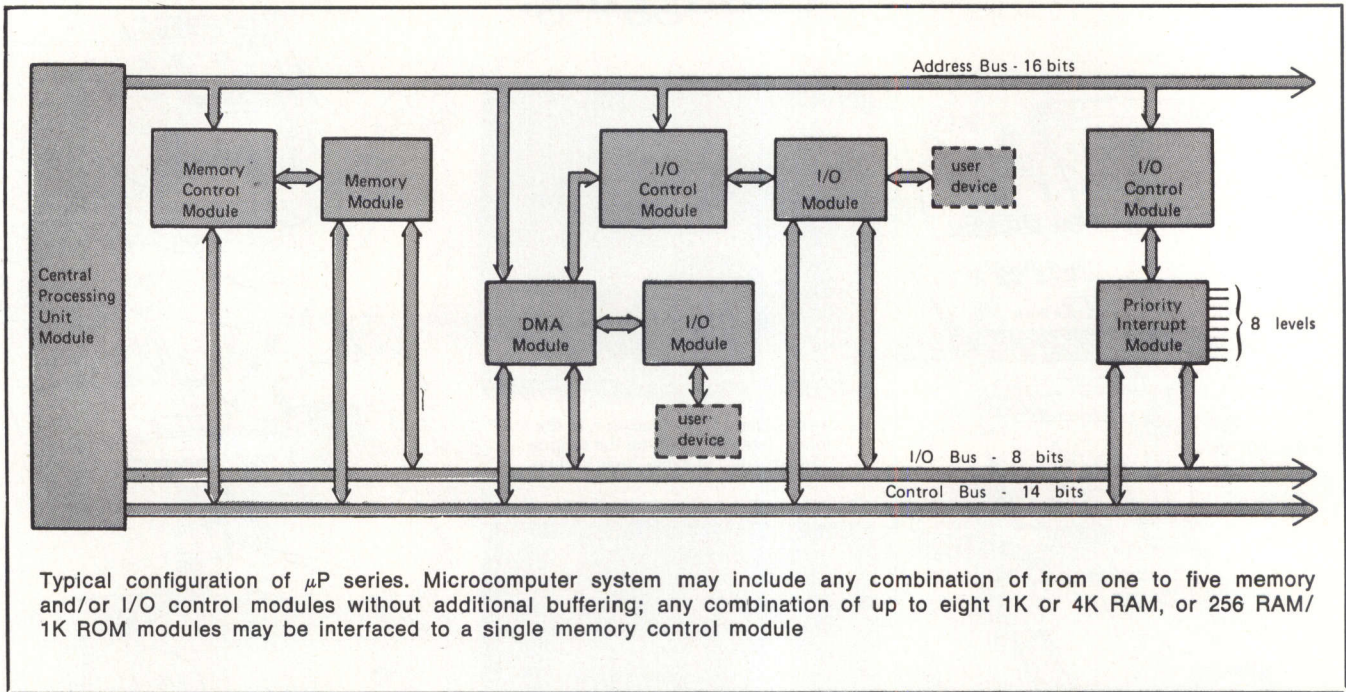 Address Bus - 16 bits
Central
Processing
Unit
Module
Memory
Control
Module
Memory
Module
I/O
Control
Module
I/O
Module
user
device
I/O
Control
Module
DMA
Module
I/O
Module
user
device
Priority
Interrupt
Module
8 levels
I/O Bus - 8 bits
Control Bus - 14 bits
Typical configuration of μP series. Microcomputer system may include any combination of from one to five memory
and/or I/O control modules without additional buffering; any combination of up to eight 1K or 4K RAM, or 256 RAM/
1K ROM modules may be interfaced to a single memory control module